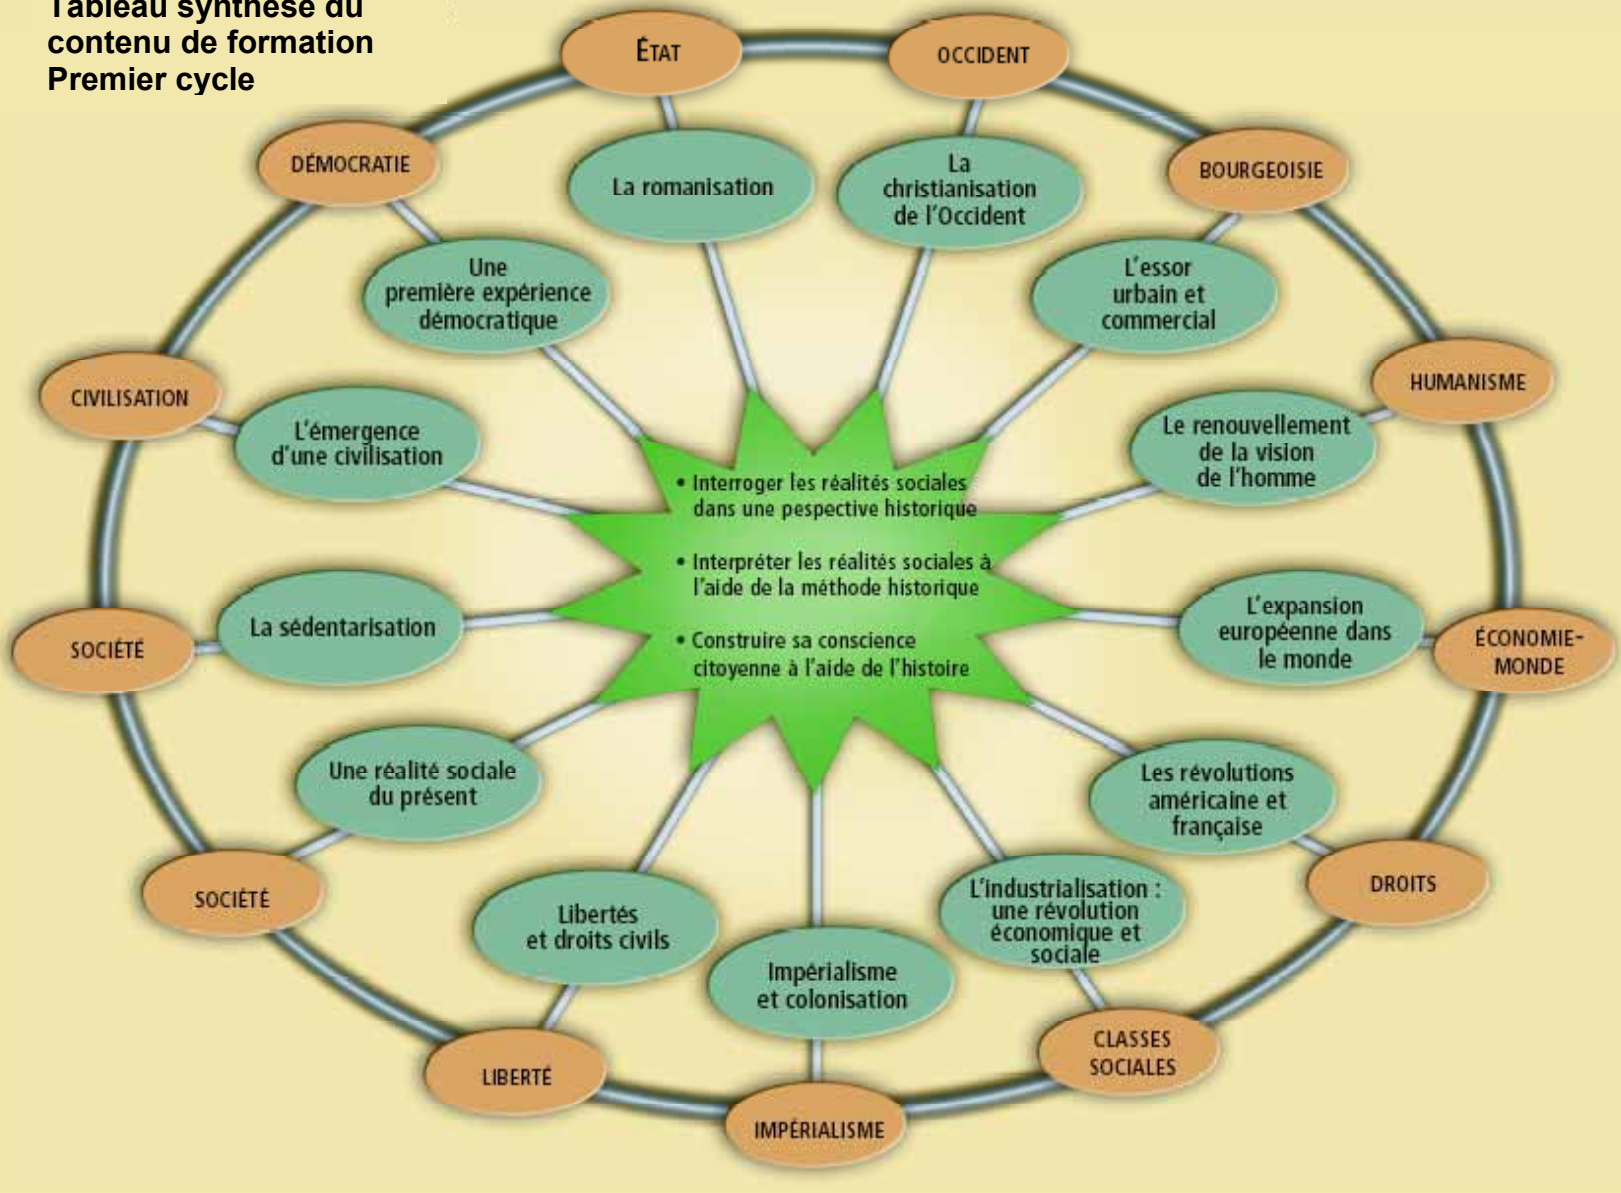 Tableau synthèse du
contenu de formation
Premier cycle
ÉTAT
OCCIDENT
DÉMOCRATIE
BOURGEOISIE
La romanisation
La
christianisation
de l'Occident
Une
première expérience
démocratique
L'essor
urbain et
commercial
CIVILISATION
HUMANISME
L'émergence
d'une civilisation
Le renouvellement
de la vision
de l'homme
• Interroger les réalités sociales
dans une pespective historique
• Interpréter les réalités sociales à
l'aide de la méthode historique
• Construire sa conscience
citoyenne à l'aide de l'histoire
SOCIÉTÉ
La sédentarisation
L'expansion
européenne dans
le monde
ÉCONOMIE-
MONDE
Une réalité sociale
du présent
Les révolutions
américaine et
française
SOCIÉTÉ
DROITS
Libertés
et droits civils
L'industrialisation :
une révolution
économique et
sociale
Impérialisme
et colonisation
LIBERTÉ
CLASSES
SOCIALES
IMPÉRIALISME